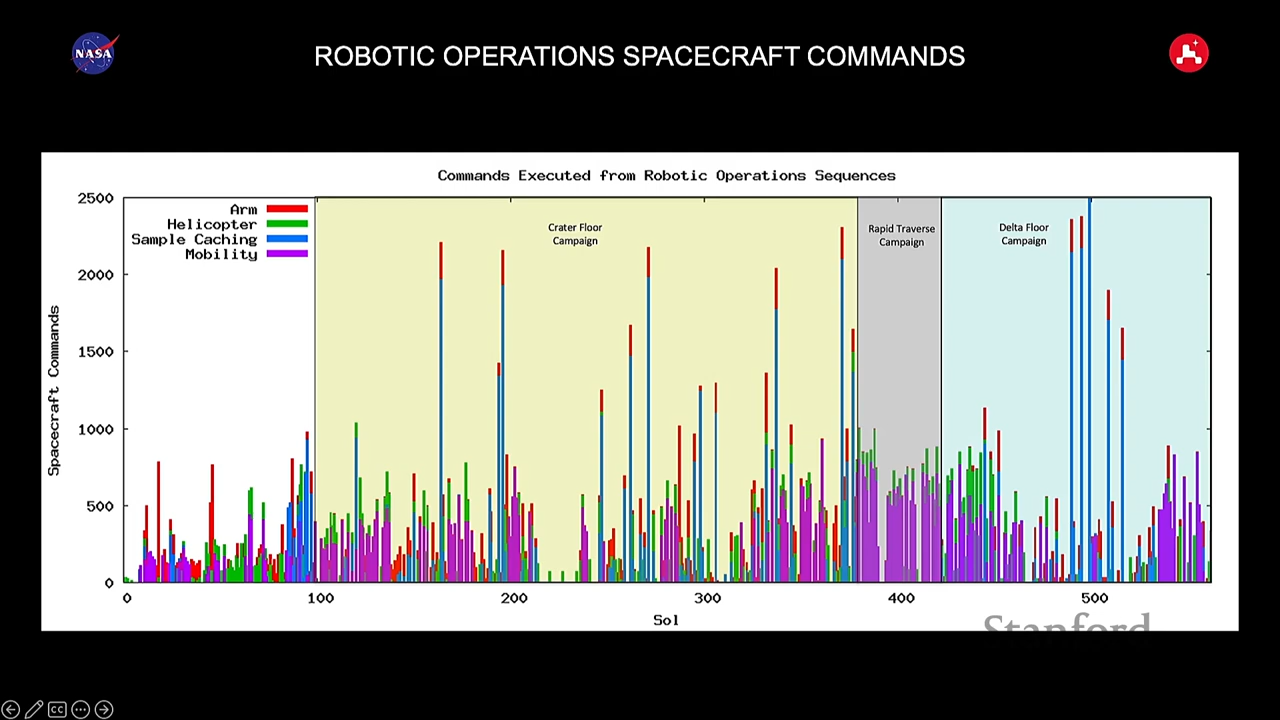 NASA
ROBOTIC OPERATIONS SPACECRAFT COMMANDS
Commands Executed from Robotic Operations Sequences
2500
2000
1500
1000
500
0
Spacecraft Commands
Arm
Helicopter
Sample Caching
Mobility
Crater Floor
Campaign
Rapid Traverse
Campaign
Delta Floor
Campaign
0
100
200
300
400
500
Sol
Stanford
CC